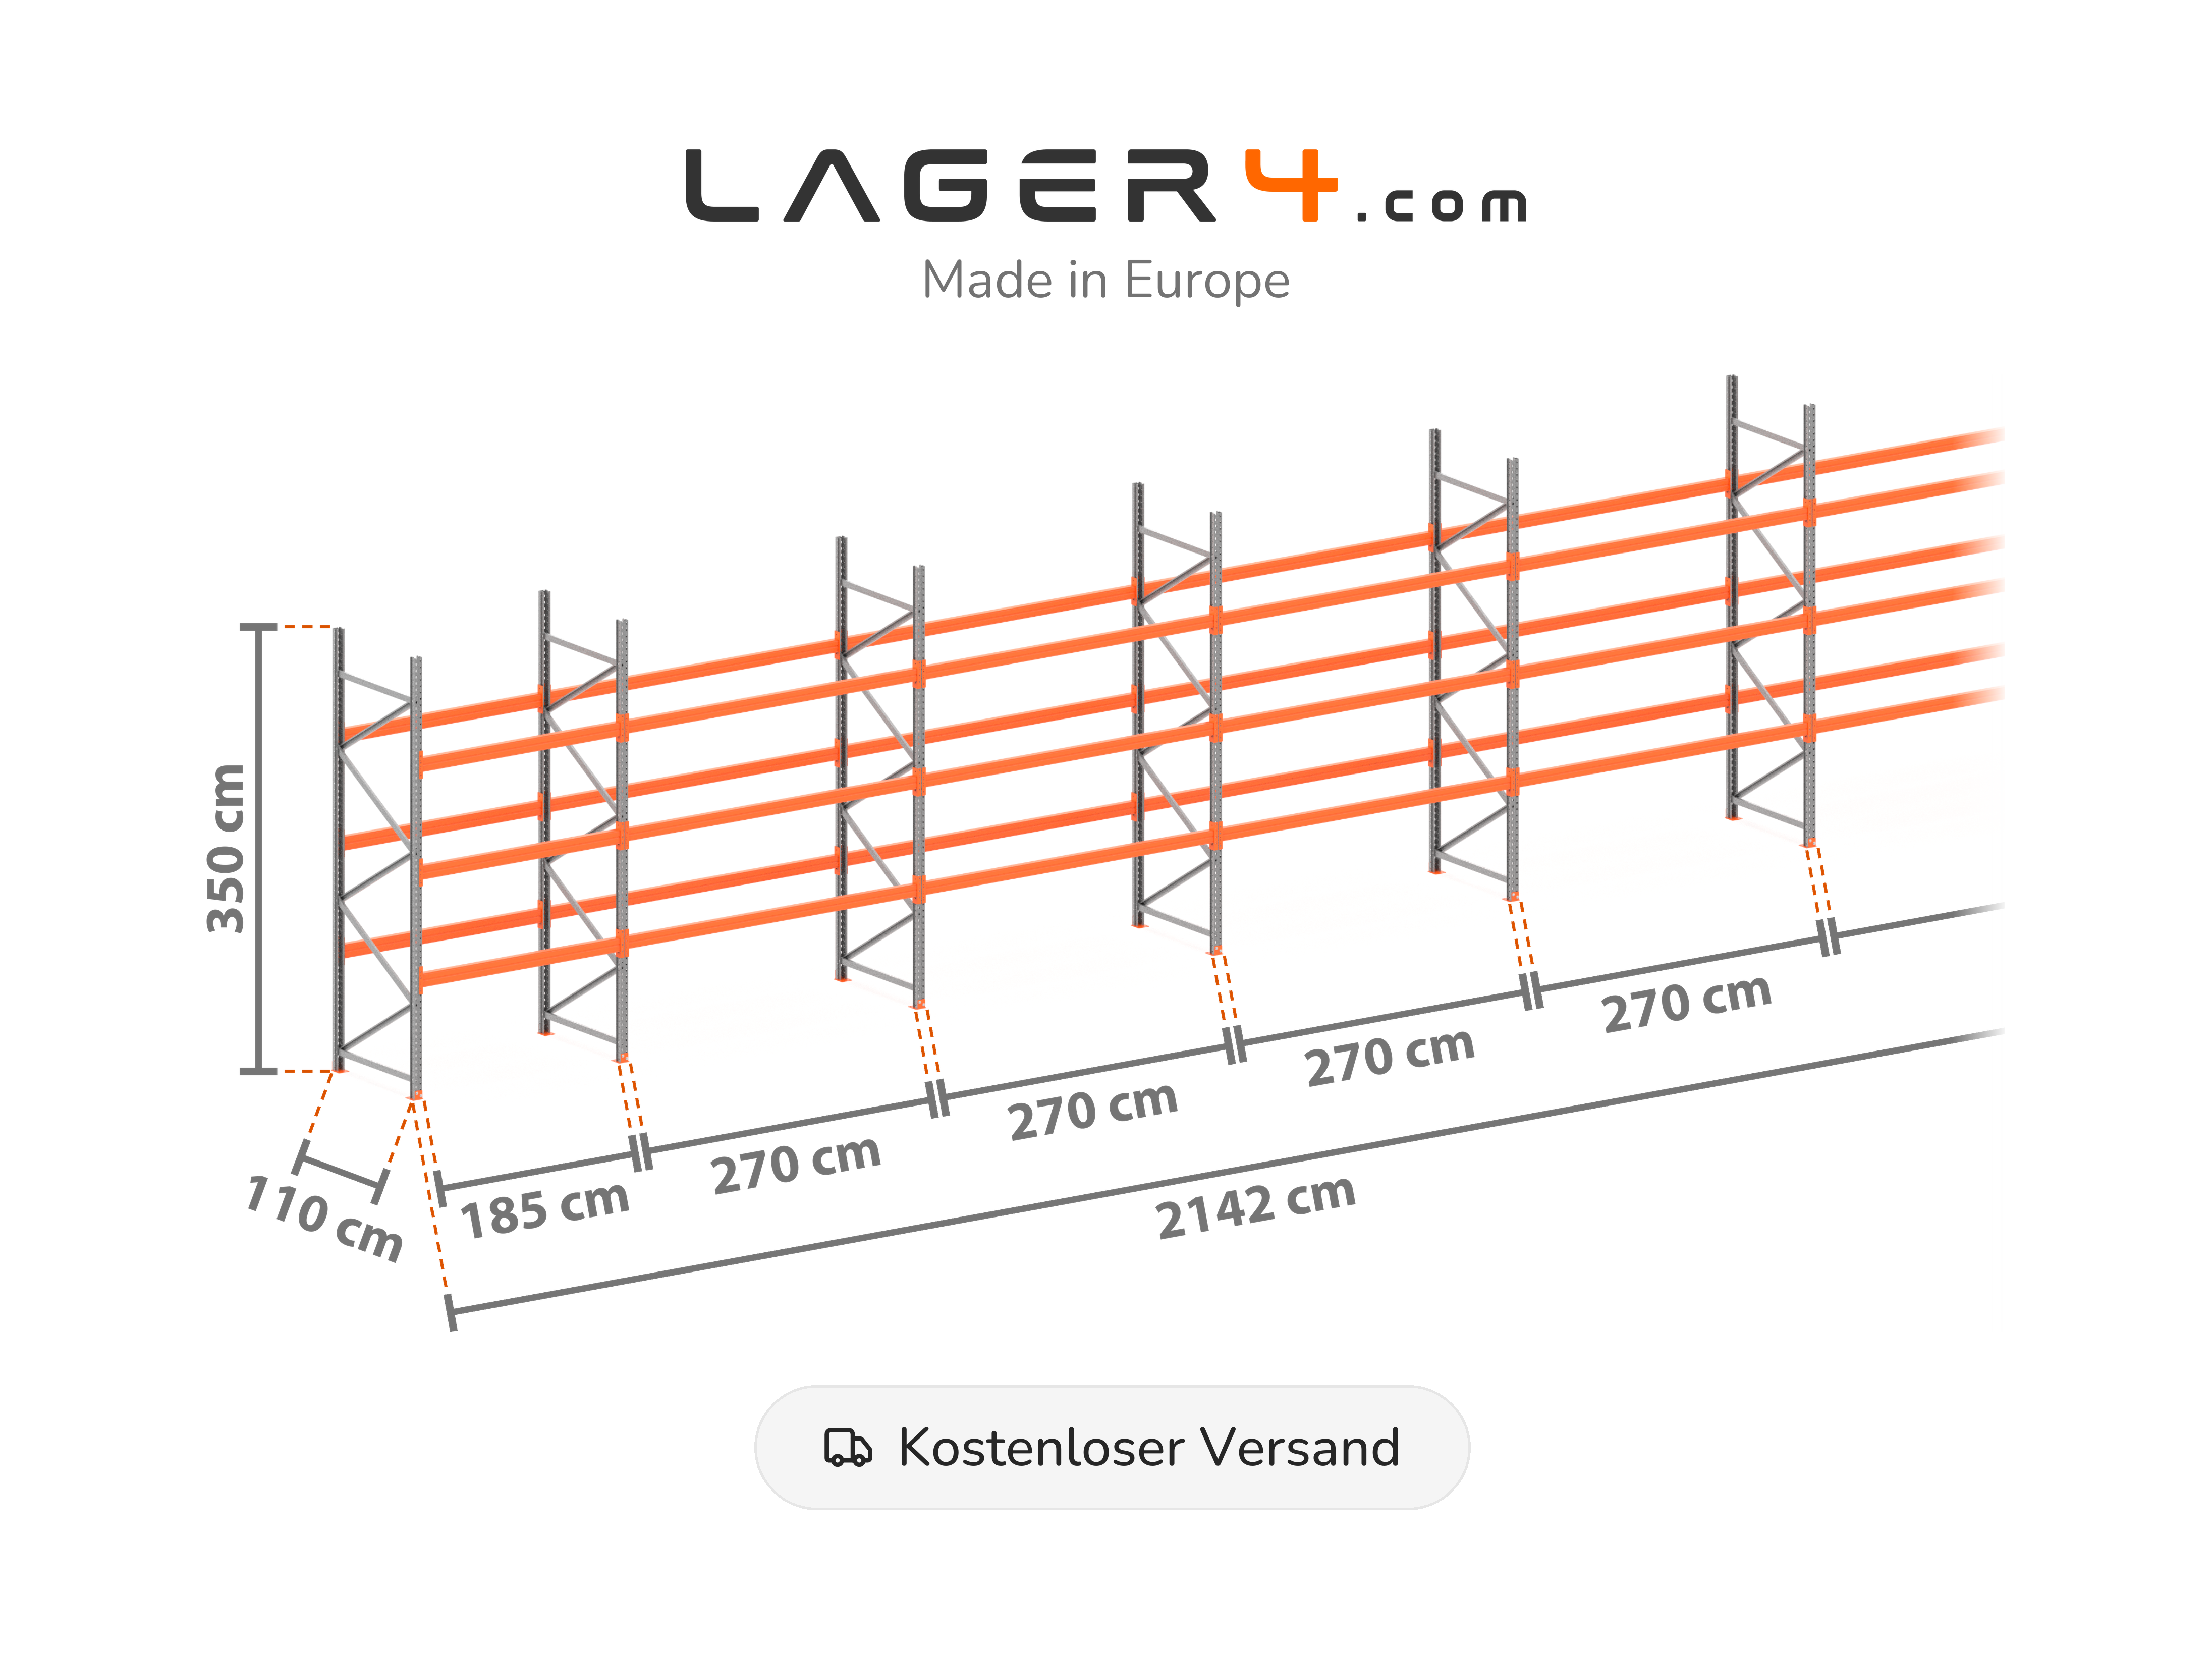 LAGER4.com
Made in Europe
350 cm
110 cm
185 cm
270 cm
270 cm
270 cm
270 cm
2142 cm
Kostenloser Versand